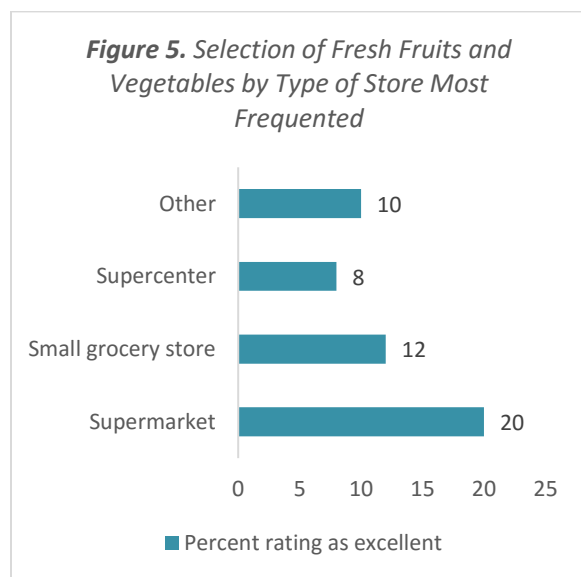 Figure 5. Selection of Fresh Fruits and
Vegetables by Type of Store Most
Frequented
Other
10
Supercenter
8
Small grocery store
12
Supermarket
20
0 5 10 15 20 25
Percent rating as excellent